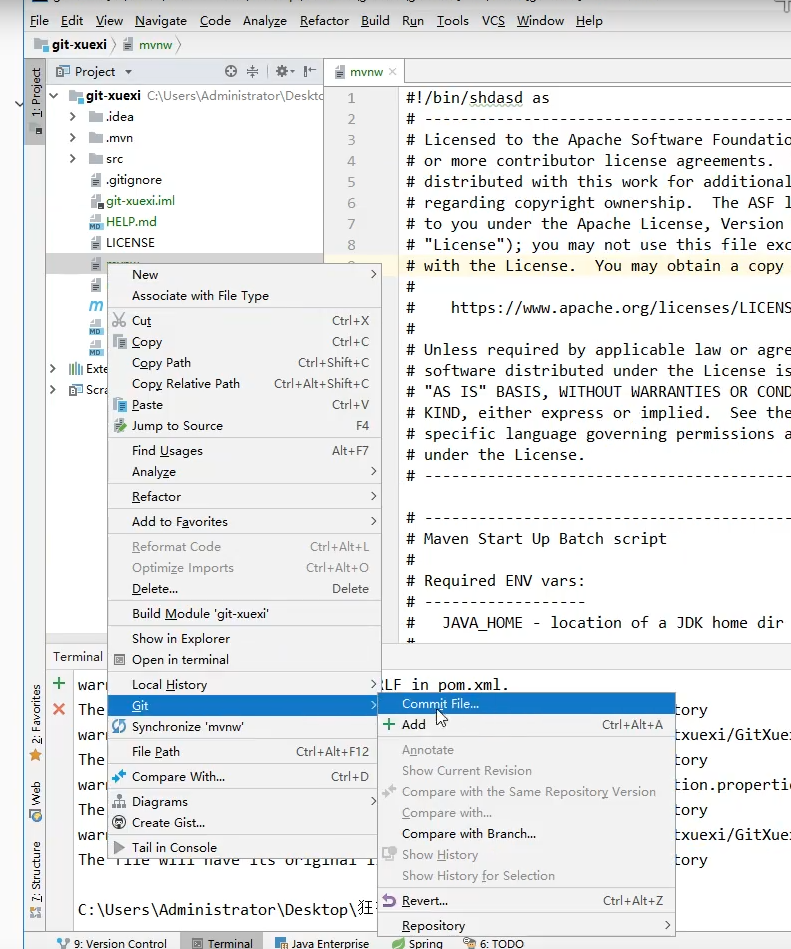 File Edit View Navigate Code Analyze Refactor Build Run Tools VCS Window Help
git-xuexi mvnw
1: Project
Project
mvnw
git-xuexi C:\Users\Administrator\Deskto
.idea
.mvn
src
.gitignore
git-xuexi.iml
HELP.md
LICENSE
Exte
Scra
1 #!/bin/shdasd as
2 # ----------------------------------------
3 # Licensed to the Apache Software Foundatio
4 # or more contributor license agreements.
5 # distributed with this work for additional
6 # regarding copyright ownership. The ASF l
7 # to you under the Apache License, Version
8 # "License"); you may not use this file exc
# with the License. You may obtain a copy
#
# https://www.apache.org/licenses/LICENS
#
# Unless required by applicable law or agre
# software distributed under the License is
# "AS IS" BASIS, WITHOUT WARRANTIES OR COND
# KIND, either express or implied. See the
# specific language governing permissions a
# under the License.
# ----------------------------------------
# ----------------------------------------
# Maven Start Up Batch script
#
# Required ENV vars:
# ------------------
# JAVA_HOME - location of a JDK home dir
#
New
Associate with File Type
Cut Ctrl+X
Copy Ctrl+C
Copy Path Ctrl+Shift+C
Copy Relative Path Ctrl+Alt+Shift+C
Paste Ctrl+V
Jump to Source F4
Find Usages Alt+F7
Analyze
Refactor
Add to Favorites
Reformat Code Ctrl+Alt+L
Optimize Imports Ctrl+Alt+O
Delete... Delete
Build Module 'git-xuexi'
Show in Explorer
Open in terminal
Local History
Git
Synchronize 'mvnw'
File Path Ctrl+Alt+F12
Compare With... Ctrl+D
Diagrams
Create Gist...
Tail in Console
Commit File...
Add Ctrl+Alt+A
Annotate
Show Current Revision
Compare with the Same Repository Version
Compare with...
Compare with Branch...
Show History
Show History for Selection
Revert... Ctrl+Alt+Z
Repository
Terminal
warn LF in pom.xml.
The tory
warn txuexi/GitXue
The tory
warn tion.properti
The tory
warn txuexi/GitXue
The file will have its original tory
C:\Users\Administrator\Desktop\狂
2: Favorites
Web
7: Structure
9: Version Control Terminal Java Enterprise Spring 6: TODO